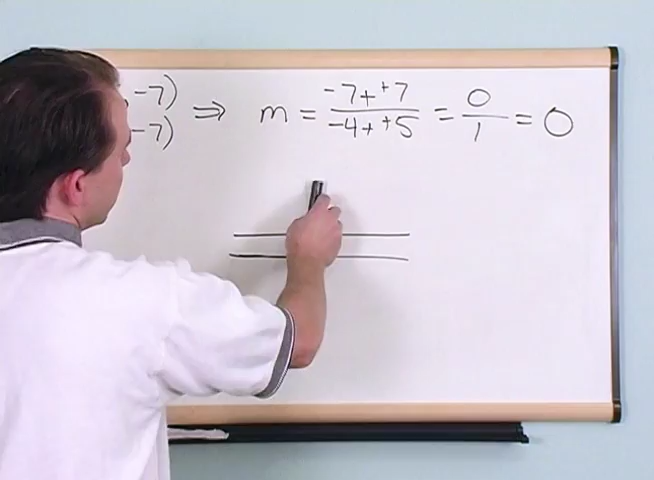 -7) ⇒ m = -7 + +7 / -4 + +5 = 0/1 = 0
-7)